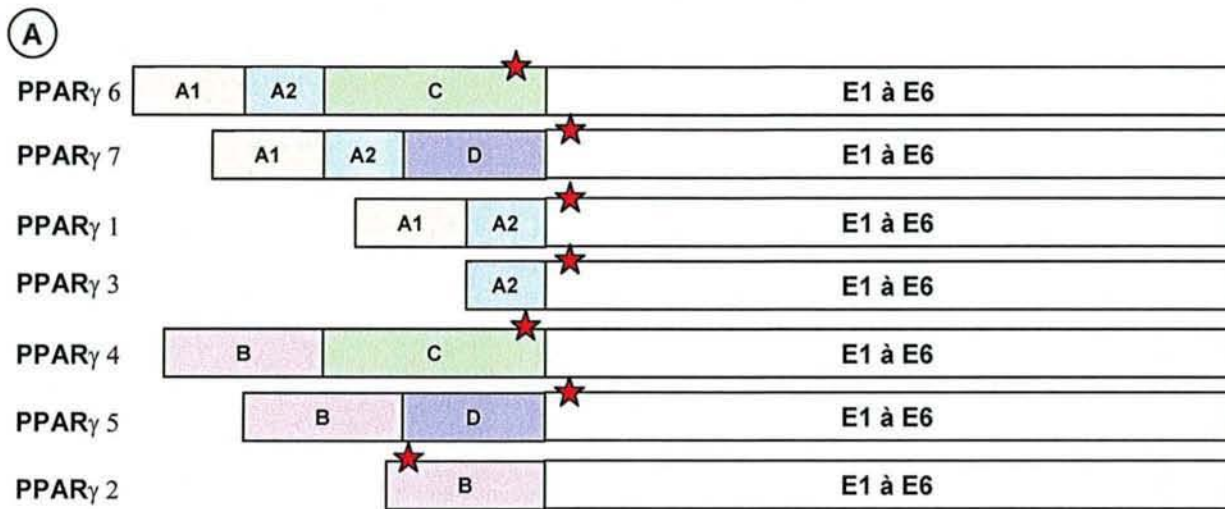 A
PPARγ 6 A1 A2 C E1 à E6
PPARγ 7 A1 A2 D E1 à E6
PPARγ 1 A1 A2 E1 à E6
PPARγ 3 A2 E1 à E6
PPARγ 4 B C E1 à E6
PPARγ 5 B D E1 à E6
PPARγ 2 B E1 à E6